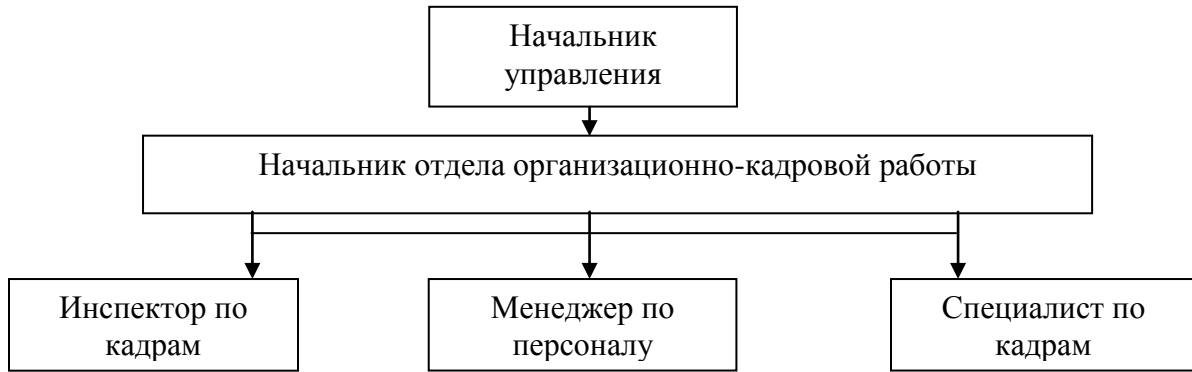 Начальник
управления
Начальник отдела организационно-кадровой работы
Инспектор по
кадрам
Менеджер по
персоналу
Специалист по
кадрам